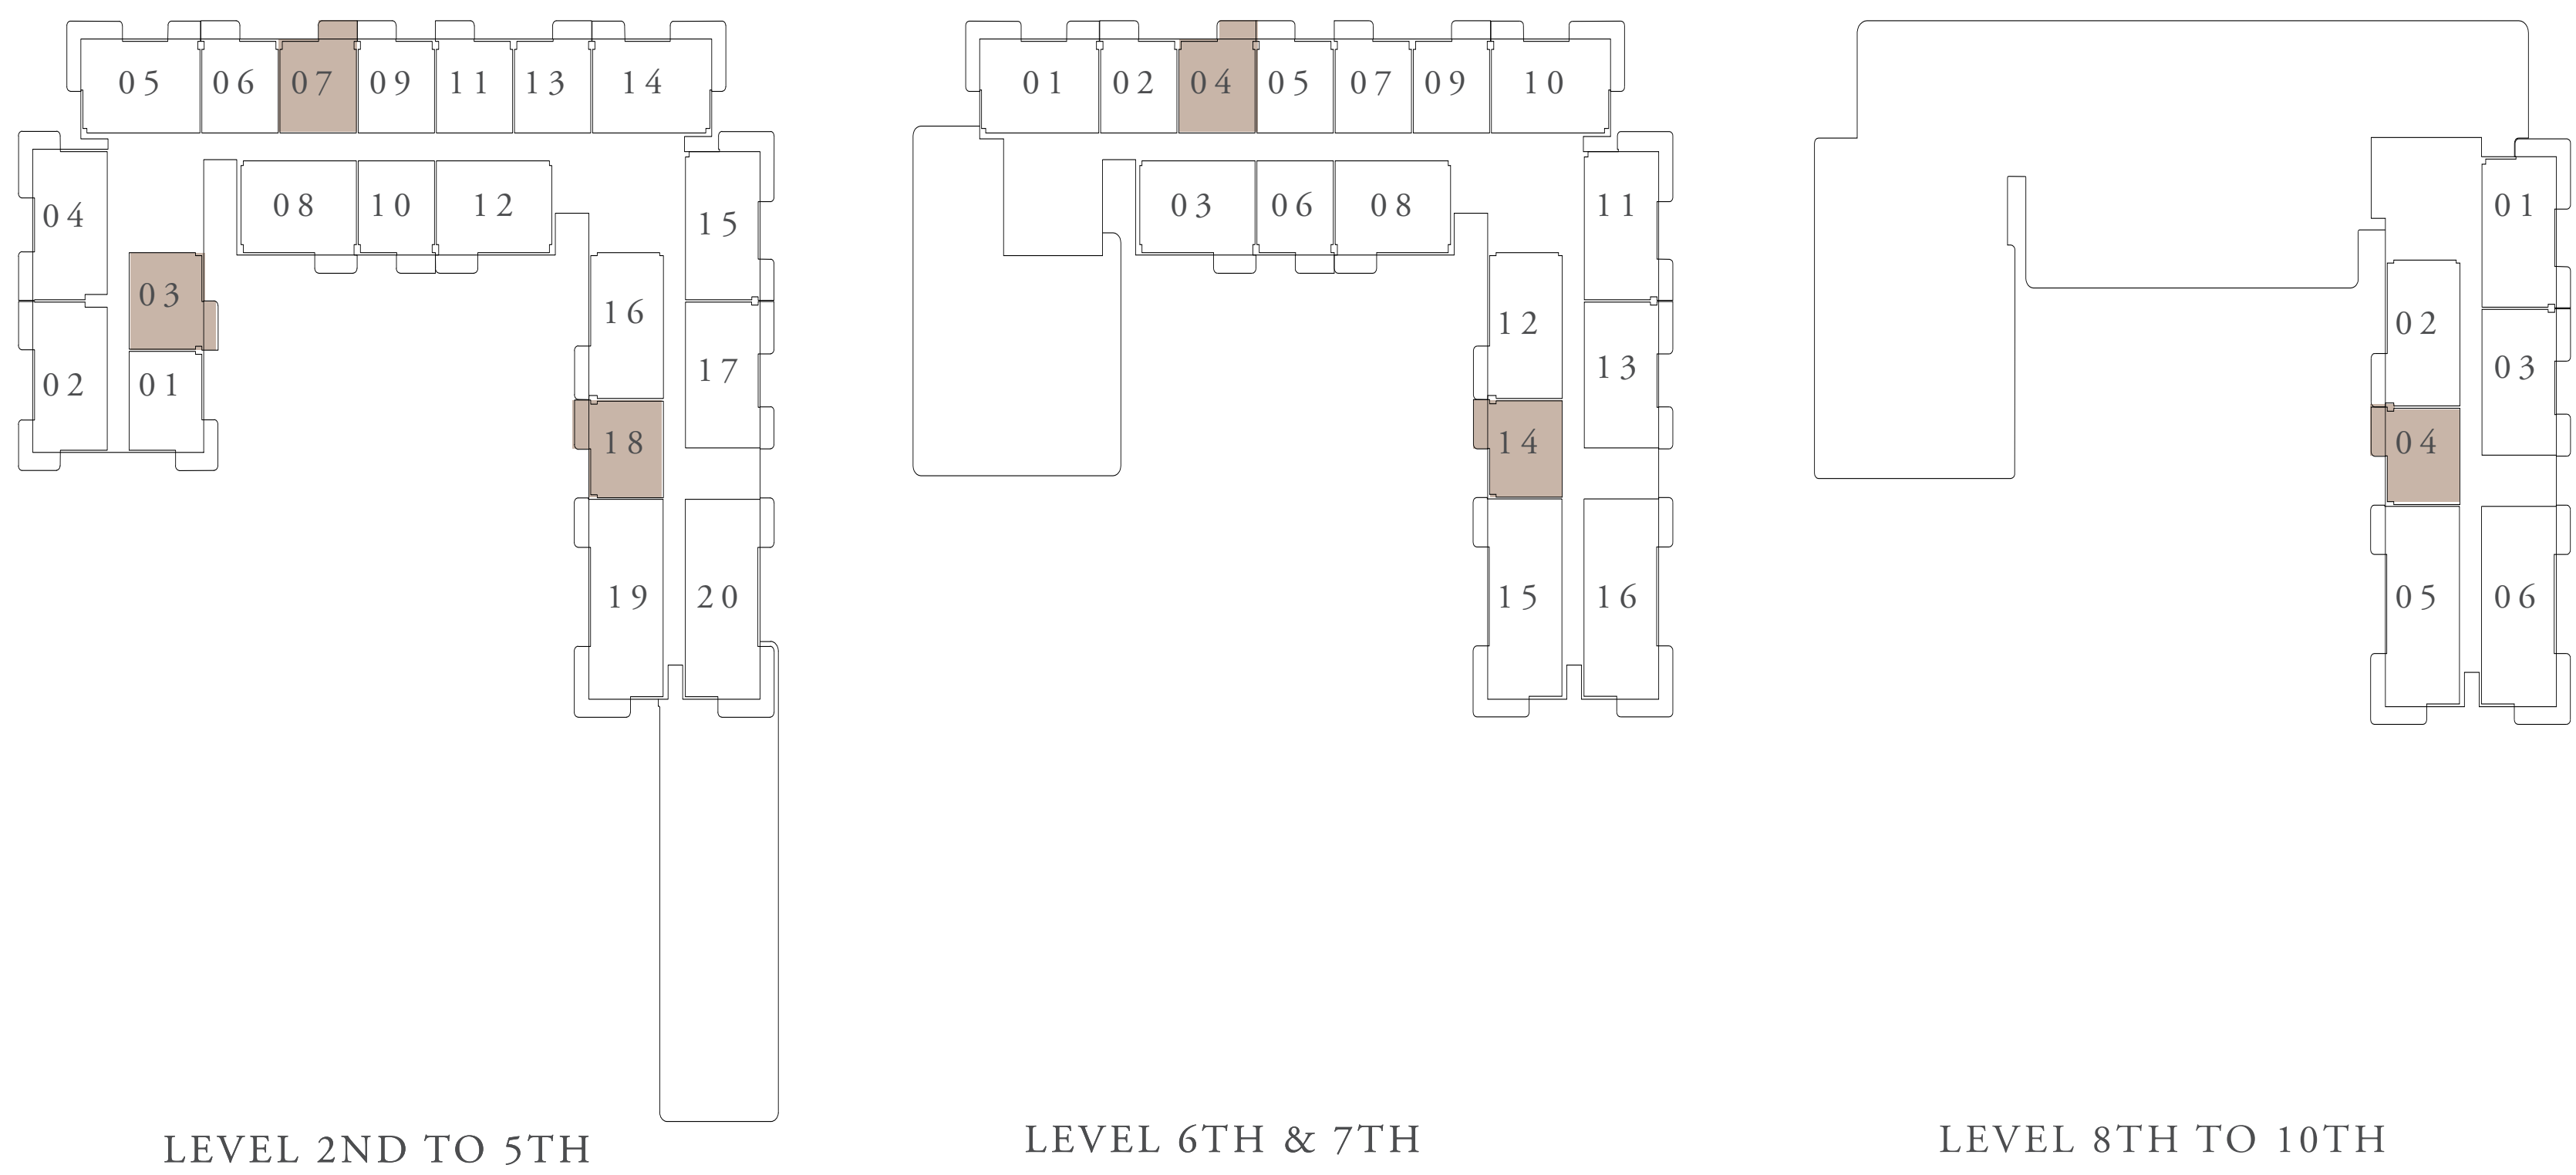 05 06 07 09 11 13 14
04 08 10 12 15
03 16
02 01 17
18
19 20
LEVEL 2ND TO 5TH
01 02 04 05 07 09 10
03 06 08 11
12 13
14
15 16
LEVEL 6TH & 7TH
01
02 03
04
05 06
LEVEL 8TH TO 10TH